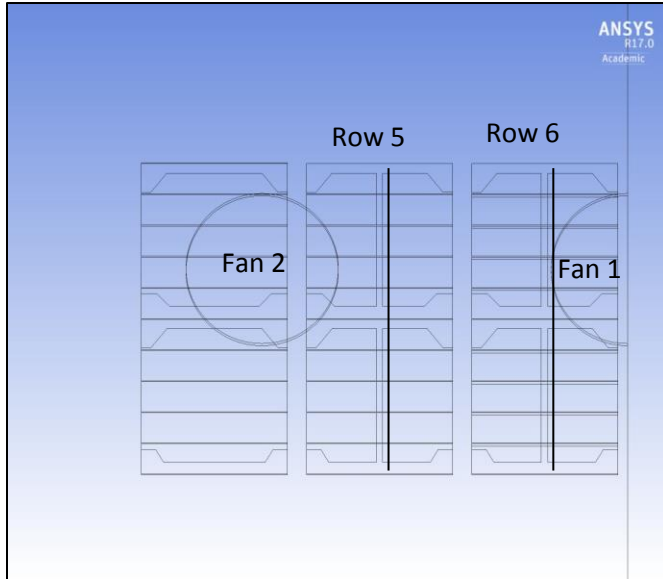 ANSYS
R17.0
Academic
Row 5
Row 6
Fan 2
Fan 1